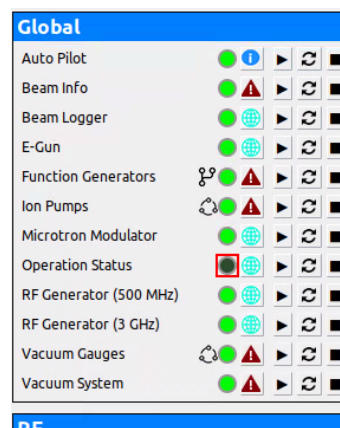 Global
Auto Pilot
Beam Info
Beam Logger
E-Gun
Function Generators
Ion Pumps
Microtron Modulator
Operation Status
RF Generator (500 MHz)
RF Generator (3 GHz)
Vacuum Gauges
Vacuum System
RF